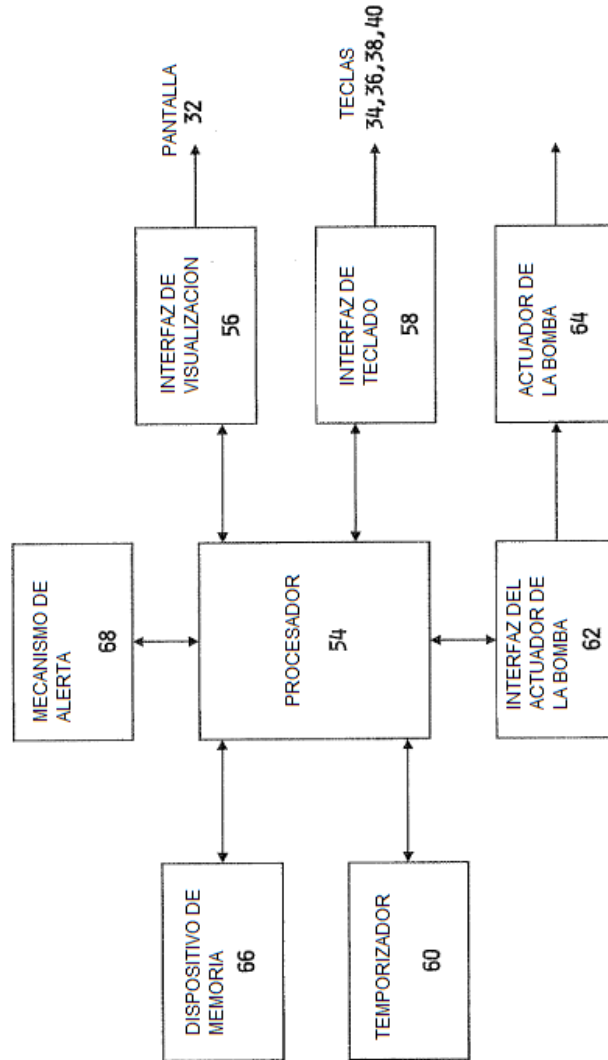 MECANISMO DE
ALERTA
68
DISPOSITIVO DE
MEMORIA
66
PROCESADOR
54
INTERFAZ DE
VISUALIZACION
56
PANTALLA
32
TEMPORIZADOR
60
INTERFAZ DE
TECLADO
58
TECLAS
34,36,38,40
INTERFAZ DEL
ACTUADOR DE
LA BOMBA
62
ACTUADOR DE
LA BOMBA
64